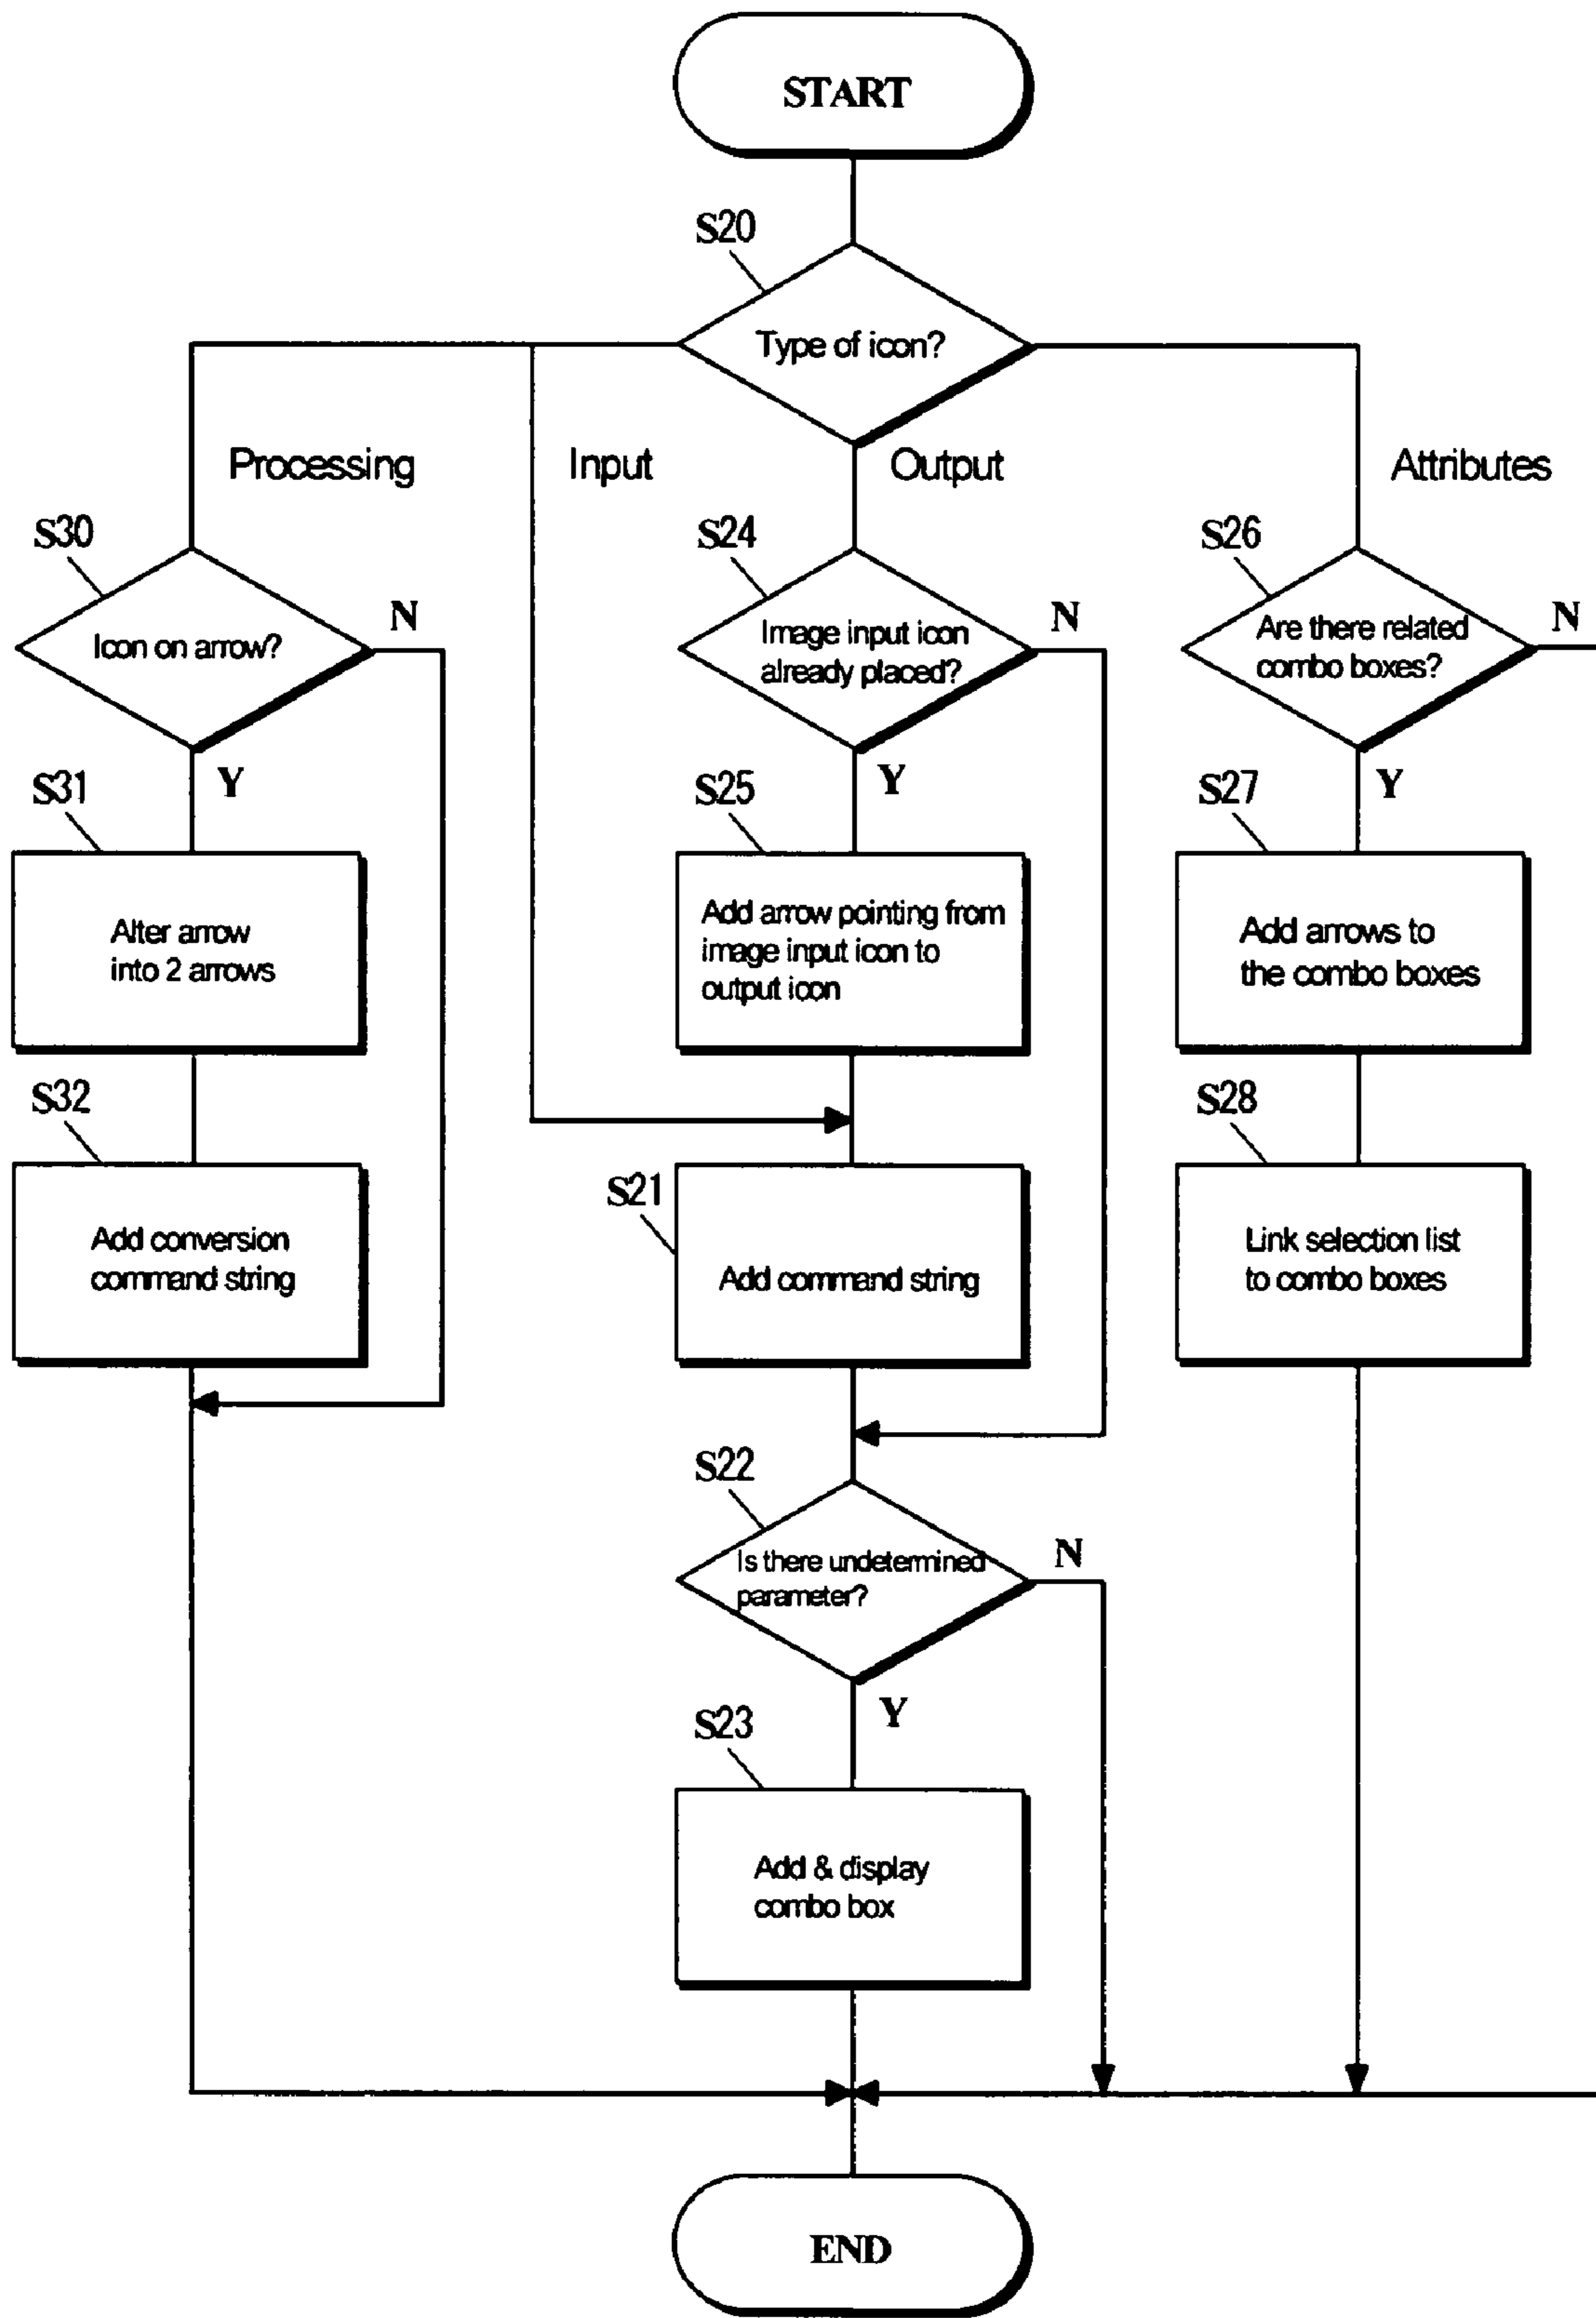 START
S20
Type of icon?
Processing
Input
Output
Attributes
S30
S24
S26
Icon on arrow?
N
Image input icon
already placed?
N
Are there related
combo boxes?
N
Y
Y
Y
S31
S25
S27
Alter arrow
into 2 arrows
Add arrow pointing from
image input icon to
output icon
Add arrows to
the combo boxes
S32
S21
S28
Add conversion
command string
Add command string
Link selection list
to combo boxes
S22
Is there undetermined
parameter?
N
Y
S23
Add & display
combo box
END